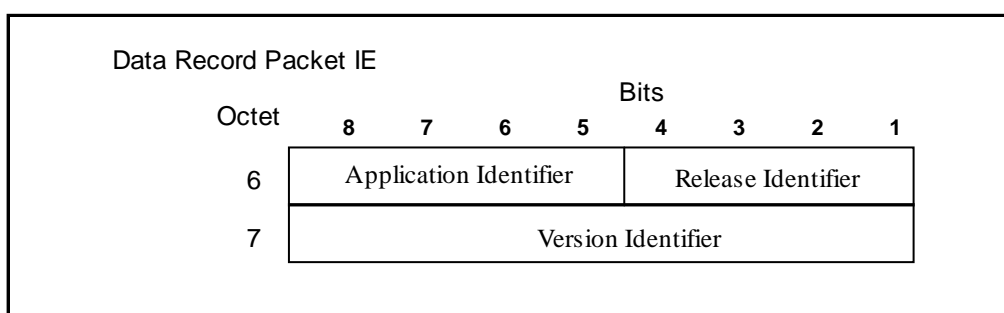 Data Record Packet IE
Bits
Octet 8 7 6 5 4 3 2 1
6 Application Identifier Release Identifier
7 Version Identifier